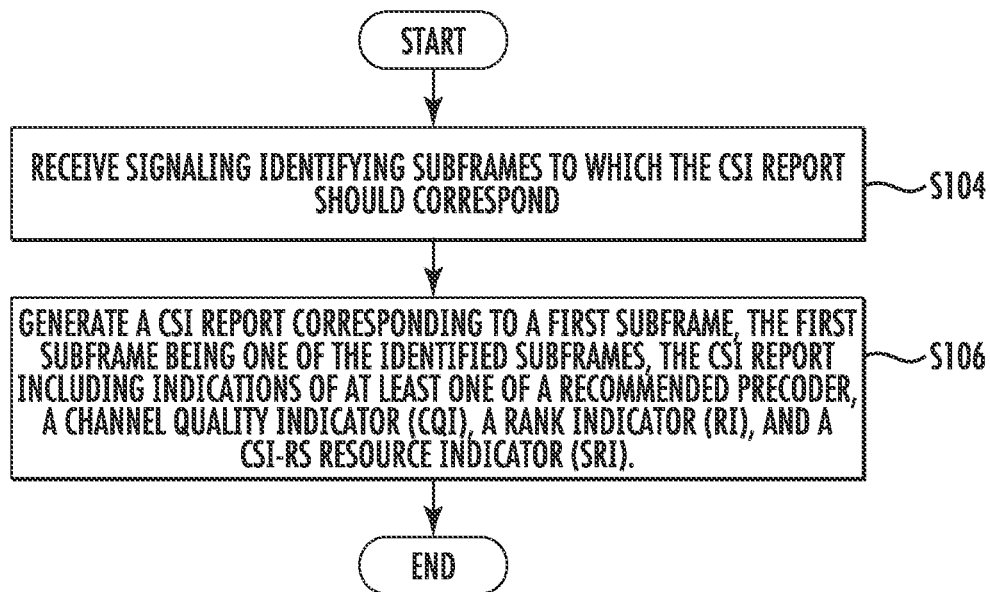 START
RECEIVE SIGNALING IDENTIFYING SUBFRAMES TO WHICH THE CSI REPORT
SHOULD CORRESPOND
S104
GENERATE A CSI REPORT CORRESPONDING TO A FIRST SUBFRAME, THE FIRST
SUBFRAME BEING ONE OF THE IDENTIFIED SUBFRAMES, THE CSI REPORT
INCLUDING INDICATIONS OF AT LEAST ONE OF A RECOMMENDED PRECODER,
A CHANNEL QUALITY INDICATOR (CQI), A RANK INDICATOR (RI), AND A
CSI-RS RESOURCE INDICATOR (SRI).
S106
END